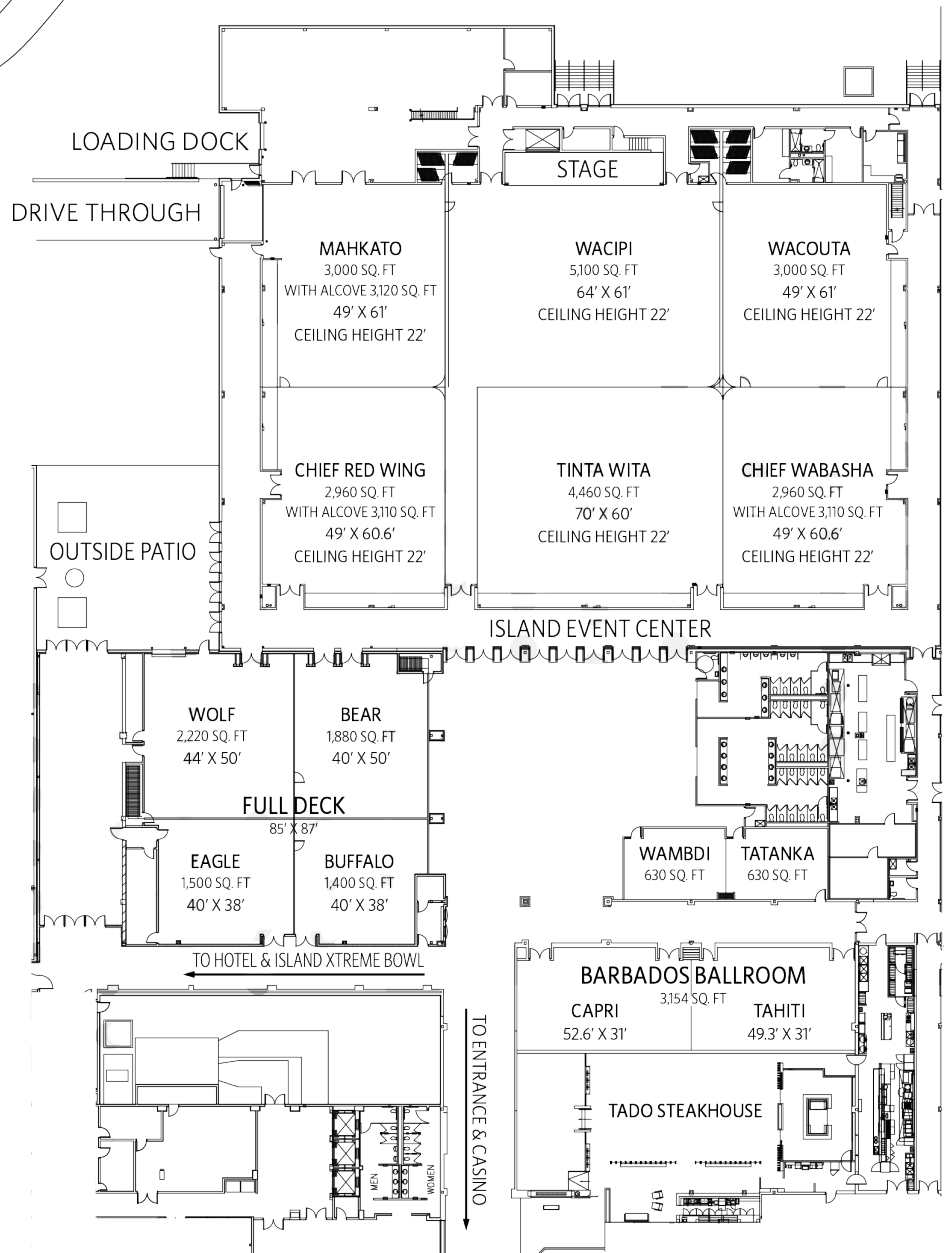 LOADING DOCK
STAGE
DRIVE THROUGH
MAHKATO
3,000 SQ. FT
WITH ALCOVE 3,120 SQ. FT
49' X 61'
CEILING HEIGHT 22'
WACIPI
5,100 SQ. FT
64' X 61'
CEILING HEIGHT 22'
WACOUTA
3,000 SQ. FT
49' X 61'
CEILING HEIGHT 22'
CHIEF RED WING
2,960 SQ. FT
WITH ALCOVE 3,110 SQ. FT
49' X 60.6'
CEILING HEIGHT 22'
TINTA WITA
4,460 SQ. FT
70' X 60'
CEILING HEIGHT 22'
CHIEF WABASHA
2,960 SQ. FT
WITH ALCOVE 3,110 SQ. FT
49' X 60.6'
CEILING HEIGHT 22'
OUTSIDE PATIO
ISLAND EVENT CENTER
WOLF
2,220 SQ. FT
44' X 50'
BEAR
1,880 SQ. FT
40' X 50'
FULL DECK
85' X 87'
EAGLE
1,500 SQ. FT
40' X 38'
BUFFALO
1,400 SQ. FT
40' X 38'
WAMBDI
630 SQ. FT
TATANKA
630 SQ. FT
TO HOTEL & ISLAND XTREME BOWL
BARBADOS BALLROOM
3,154 SQ. FT
CAPRI
52.6' X 31'
TAHITI
49.3' X 31'
TO ENTRANCE & CASINO
TADO STEAKHOUSE
MEN
WOMEN